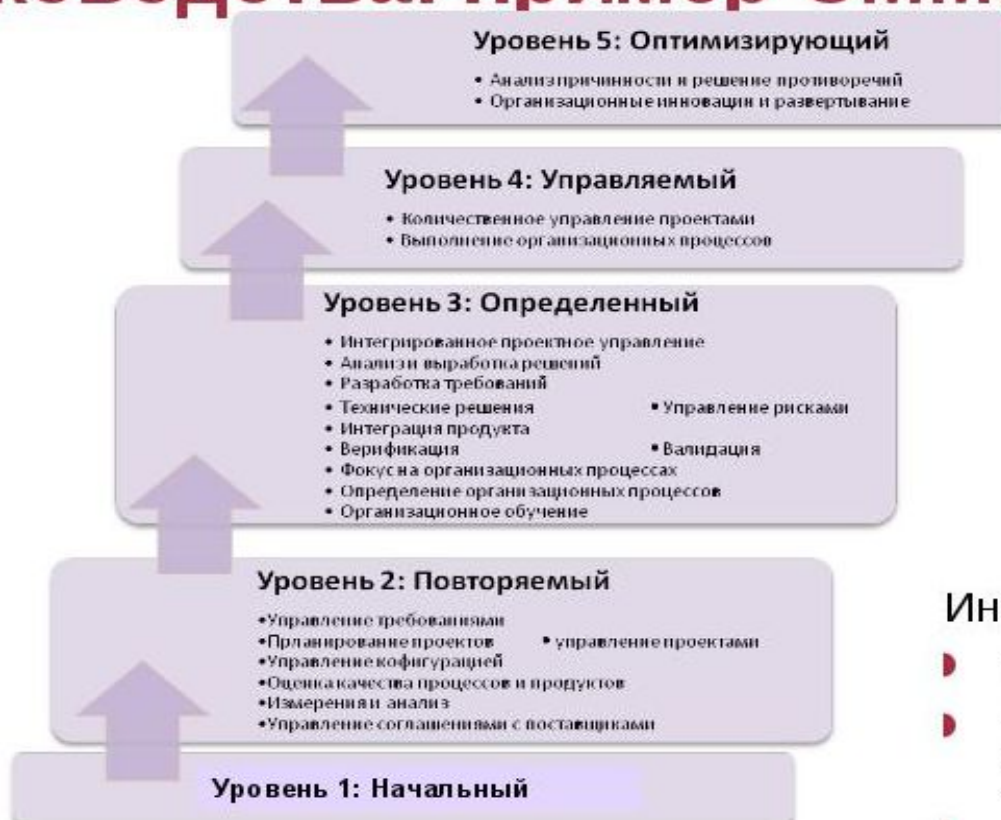 Уровень 5: Оптимизирующий
• Анализ причинности и решение противоречий
• Организационные инновации и развертывание
Уровень 4: Управляемый
• Количественное управление проектами
• Выполнение организационных процессов
Уровень 3: Определенный
• Интегрированное проектное управление
• Анализ и выработка решений
• Разработка требований
• Технические решения • Управление рисками
• Интеграция продукта
• Верификация • Валидация
• Фокус на организационных процессах
• Определение организационных процессов
• Организационное обучение
Уровень 2: Повторяемый
•Управление требованиями
•Прланирование проектов • управление проектами
•Управление кофигурацией
•Оценка качества процессов и продуктов
•Измерения и анализ
•Управление соглашениями с поставщиками
Ин
Уровень 1: Начальный